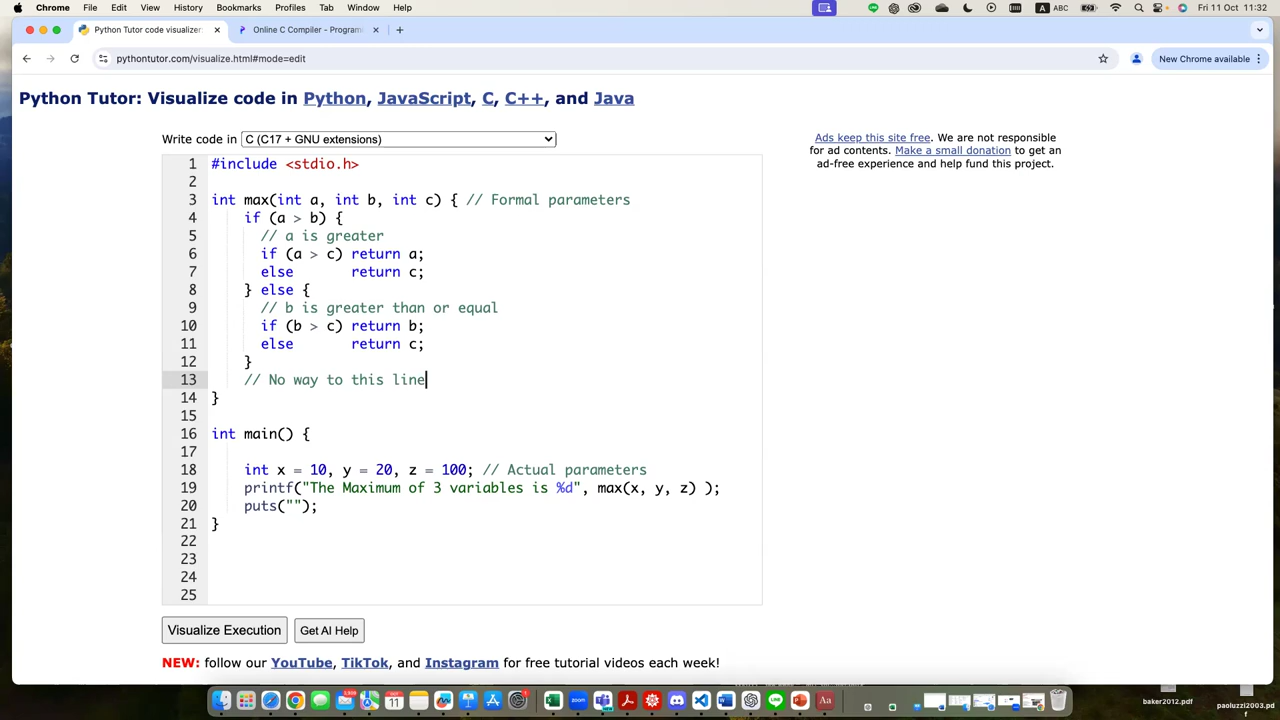 Chrome File Edit View History Bookmarks Profiles Tab Window Help ABC Fri 11 Oct 11:32
Python Tutor code visualizer: Online C Compiler - Program
pythontutor.com/visualize.html#mode=edit New Chrome available
Python Tutor: Visualize code in Python, JavaScript, C, C++, and Java
Write code in C (C17 + GNU extensions)
Ads keep this site free. We are not responsible
for ad contents. Make a small donation to get an
ad-free experience and help fund this project.
1 #include <stdio.h>
2
3 int max(int a, int b, int c) { // Formal parameters
4 if (a > b) {
5 // a is greater
6 if (a > c) return a;
7 else return c;
8 } else {
9 // b is greater than or equal
10 if (b > c) return b;
11 else return c;
12 }
13 // No way to this line
14 }
15
16 int main() {
17
18 int x = 10, y = 20, z = 100; // Actual parameters
19 printf("The Maximum of 3 variables is %d", max(x, y, z) );
20 puts("");
21 }
22
23
24
25
Visualize Execution Get AI Help
NEW: follow our YouTube, TikTok, and Instagram for free tutorial videos each week!
baker2012.pdf
paoluzzi2003.pd
f